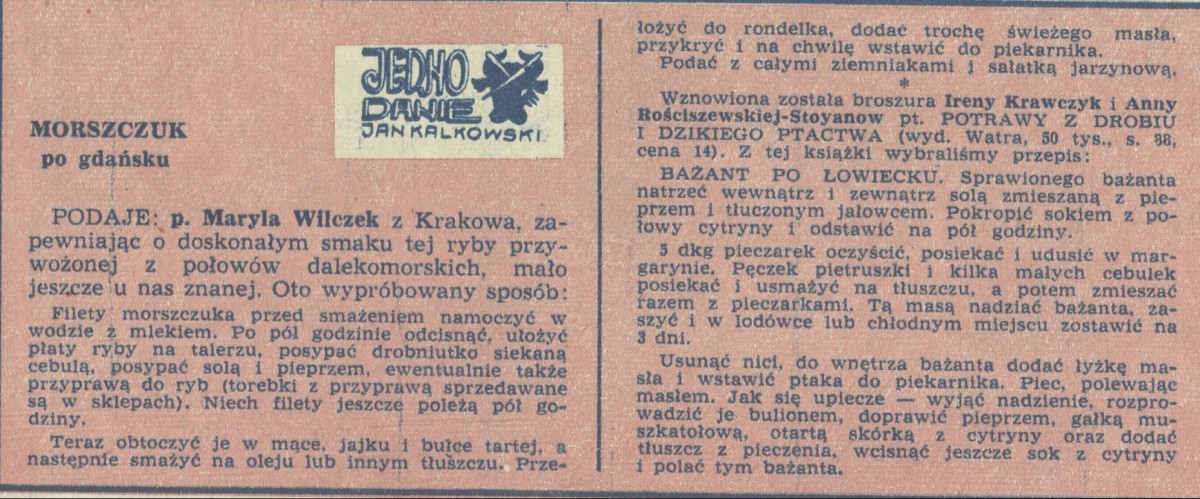 JEDNO
DANIE
JAN KALKOWSKI
MORSZCZUK
po gdańsku
PODAJE: p. Maryla Wilczek z Krakowa, za-
pewniając o doskonałym smaku tej ryby przy-
wożonej z połowów dalekomorskich, mało
jeszcze u nas znanej. Oto wypróbowany sposób:
Filety morszczuka przed smażeniem namoczyć w
wodzie z mlekiem. Po pól godzinie odcisnąć, ułożyć
płaty ryby na talerzu, posypać drobniutko siekaną
cebulą, posypać solą i pieprzem, ewentualnie także
przyprawą do ryb (torebki z przyprawą sprzedawane
są w sklepach). Niech filety jeszcze poleżą pół go-
dziny.
Teraz obtoczyć je w mące, jajku i bułce tartej, a
następnie smażyć na oleju lub innym tłuszczu. Prze-
łożyć do rondelka, dodać trochę świeżego masła,
przykryć i na chwilę wstawić do piekarnika.
Podać z całymi ziemniakami i sałatką jarzynową.
*
Wznowiona została broszura Ireny Krawczyk i Anny
Rościszewskiej-Stoyanow pt. POTRAWY Z DROBIU
I DZIKIEGO PTACTWA (wyd. Watra, 50 tys., s. 88,
cena 14). Z tej książki wybraliśmy przepis:
BAŻANT PO ŁOWIECKU. Sprawionego bażanta
natrzeć wewnątrz i zewnątrz solą zmieszaną z pie-
przem i tłuczonym jałowcem. Pokropić sokiem z po-
łowy cytryny i odstawić na pół godziny.
5 dkg pieczarek oczyścić, posiekać i udusić w mar-
garynie. Pęczek pietruszki i kilka małych cebulek
posiekać i usmażyć na tłuszczu, a potem zmieszać
razem z pieczarkami. Tą masą nadziać bażanta, za-
szyć i w lodówce lub chłodnym miejscu zostawić na
3 dni.
Usunąć nici, do wnętrza bażanta dodać łyżkę ma-
sła i wstawić ptaka do piekarnika. Piec, polewając
masłem. Jak się upiecze — wyjąć nadzienie, rozpro-
wadzić je bulionem, doprawić pieprzem, gałką mu-
szkatołową, otartą skórką z cytryny oraz dodać
tłuszcz z pieczenia, wcisnąć jeszcze sok z cytryny
i polać tym bażanta.